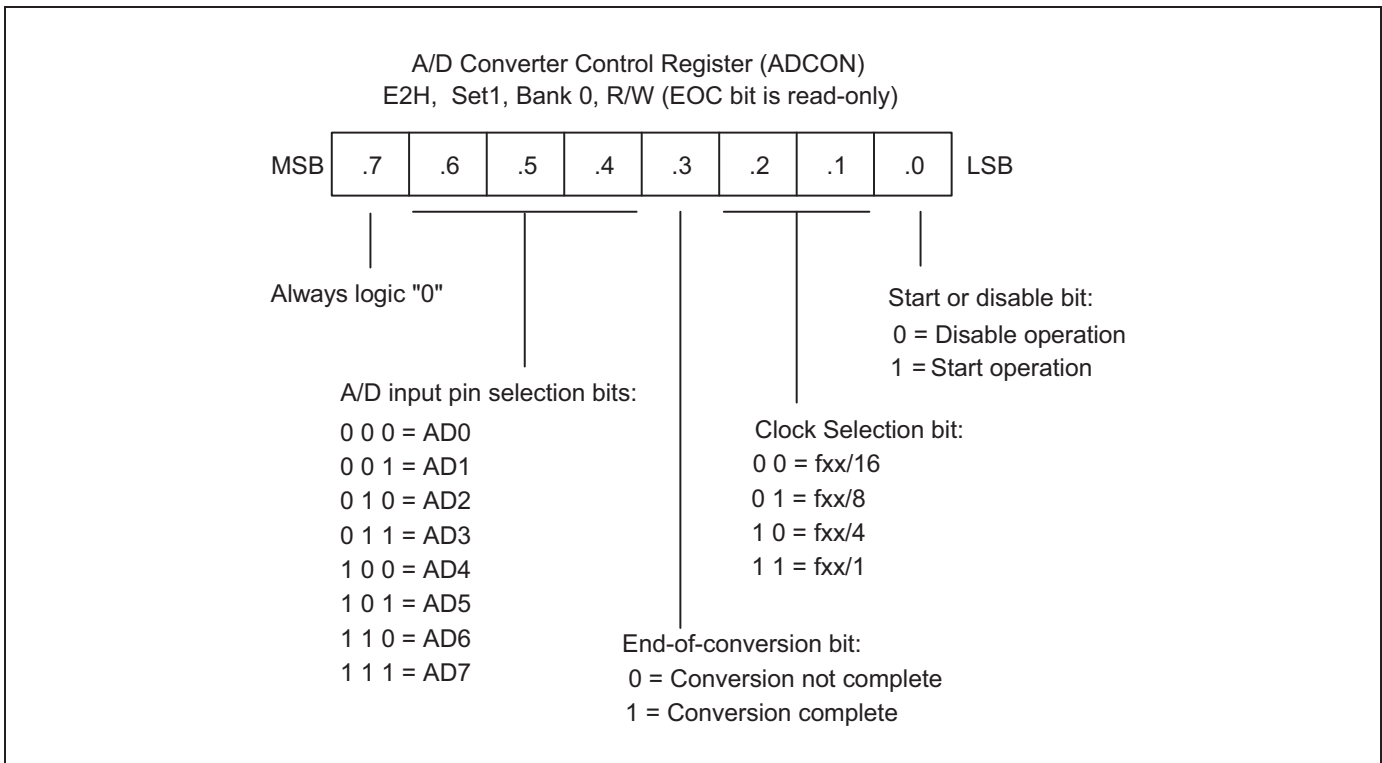 A/D Converter Control Register (ADCON)
E2H, Set1, Bank 0, R/W (EOC bit is read-only)
MSB .7 .6 .5 .4 .3 .2 .1 .0 LSB
Always logic "0"
A/D input pin selection bits:
0 0 0 = AD0
0 0 1 = AD1
0 1 0 = AD2
0 1 1 = AD3
1 0 0 = AD4
1 0 1 = AD5
1 1 0 = AD6
1 1 1 = AD7
End-of-conversion bit:
0 = Conversion not complete
1 = Conversion complete
Clock Selection bit:
0 0 = fxx/16
0 1 = fxx/8
1 0 = fxx/4
1 1 = fxx/1
Start or disable bit:
0 = Disable operation
1 = Start operation